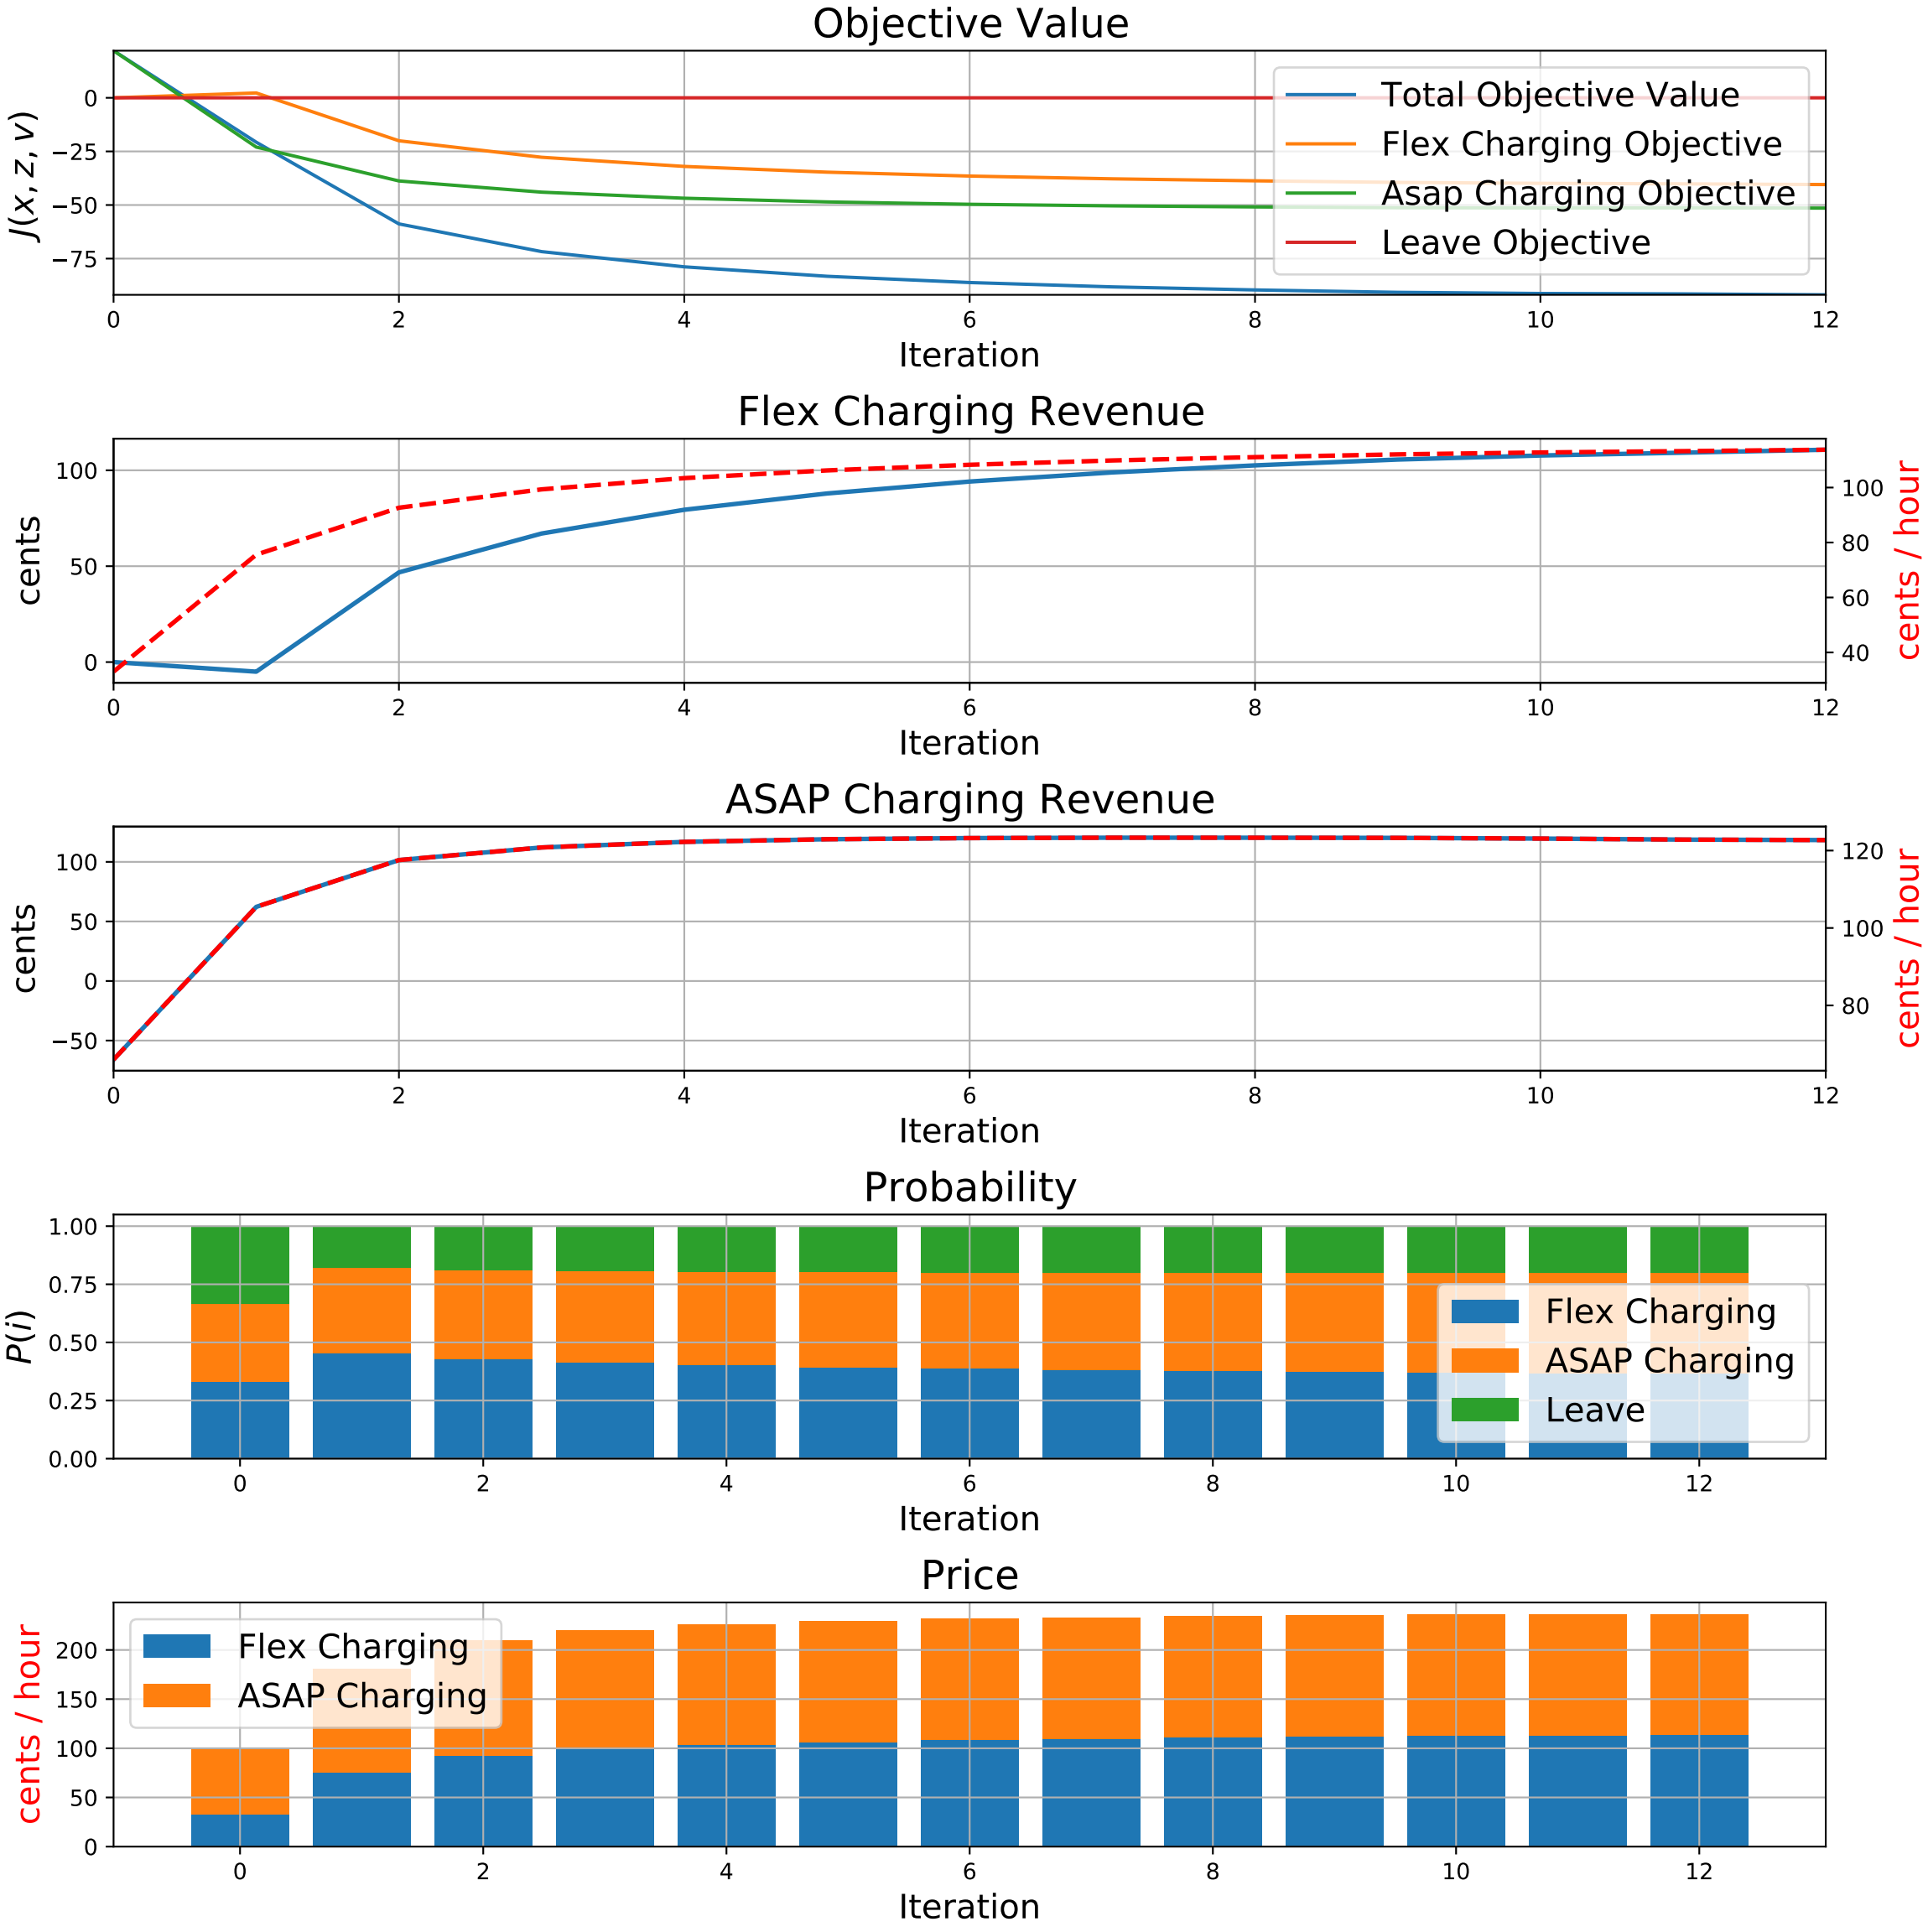 Objective Value
J(x, z, v)
0
−25
−50
−75
Total Objective Value
Flex Charging Objective
Asap Charging Objective
Leave Objective
0 2 4 6 8 10 12
Iteration
Flex Charging Revenue
cents
100
50
0
100
80
60
40
cents / hour
0 2 4 6 8 10 12
Iteration
ASAP Charging Revenue
cents
100
50
0
−50
120
100
80
cents / hour
0 2 4 6 8 10 12
Iteration
Probability
P(i)
1.00
0.75
0.50
0.25
0.00
Flex Charging
ASAP Charging
Leave
0 2 4 6 8 10 12
Iteration
Price
cents / hour
200
150
100
50
0
Flex Charging
ASAP Charging
0 2 4 6 8 10 12
Iteration